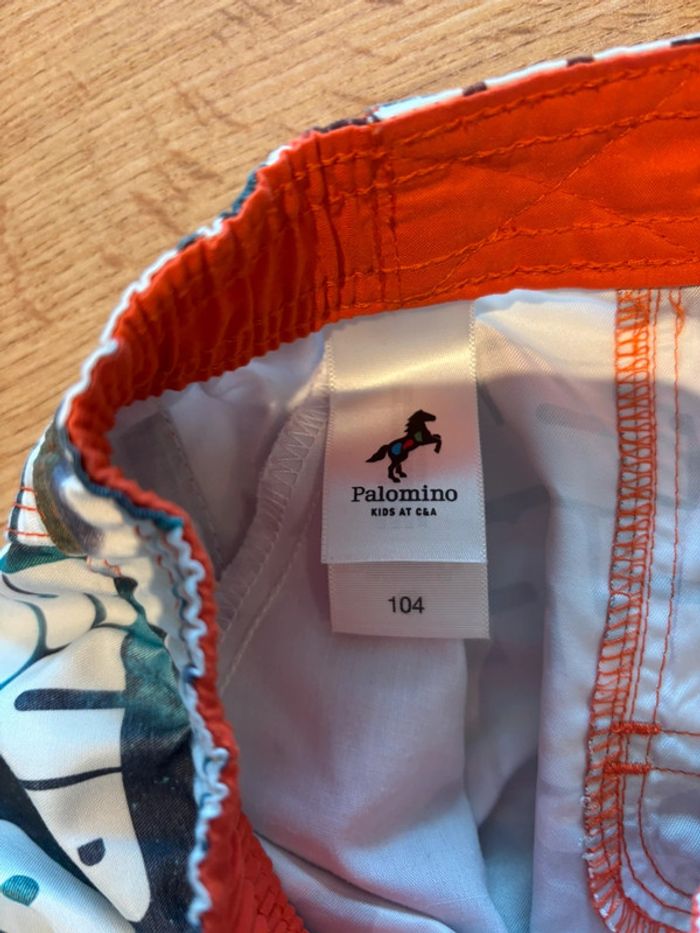 Palomino
KIDS AT C&A
104